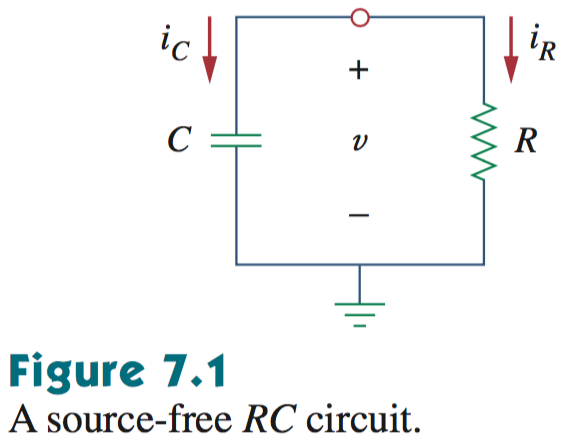 iC iR
+
C v R
−
Figure 7.1
A source-free RC circuit.